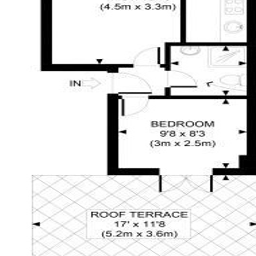 (4.5m x 3.3m)
IN
BEDROOM
9'8 x 8'3
(3m x 2.5m)
ROOF TERRACE
17' x 11'8
(5.2m x 3.6m)